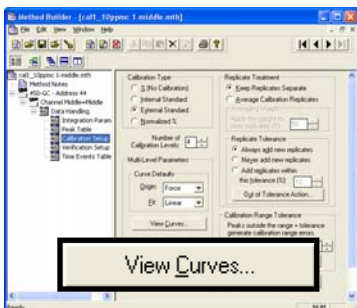 Method Builder - [cal1_10ppmc 1-middle.mth]
File Edit View Window Help
cal1_10ppmc 1-middle.mth
Method Notes
450-GC - Address 44
Channel Middle=Middle
Data Handling
Integration Param
Peak Table
Calibration Setup
Verification Setup
Time Events Table
Calibration Type
% (No Calibration)
Internal Standard
External Standard
Normalized %
Number of
Calibration Levels: 4
Multi-Level Parameters:
Curve Defaults
Origin: Force
Fit: Linear
View Curves...
Replicate Treatment
Keep Replicates Separate
Average Calibration Replicates
Replicate Tolerance
Always add new replicates
Never add new replicates
Add replicates within
this tolerance (%):
Out of Tolerance Action...
Calibration Range Tolerance
Peaks outside the range + tolerance
generate calibration range errors.
View Curves...